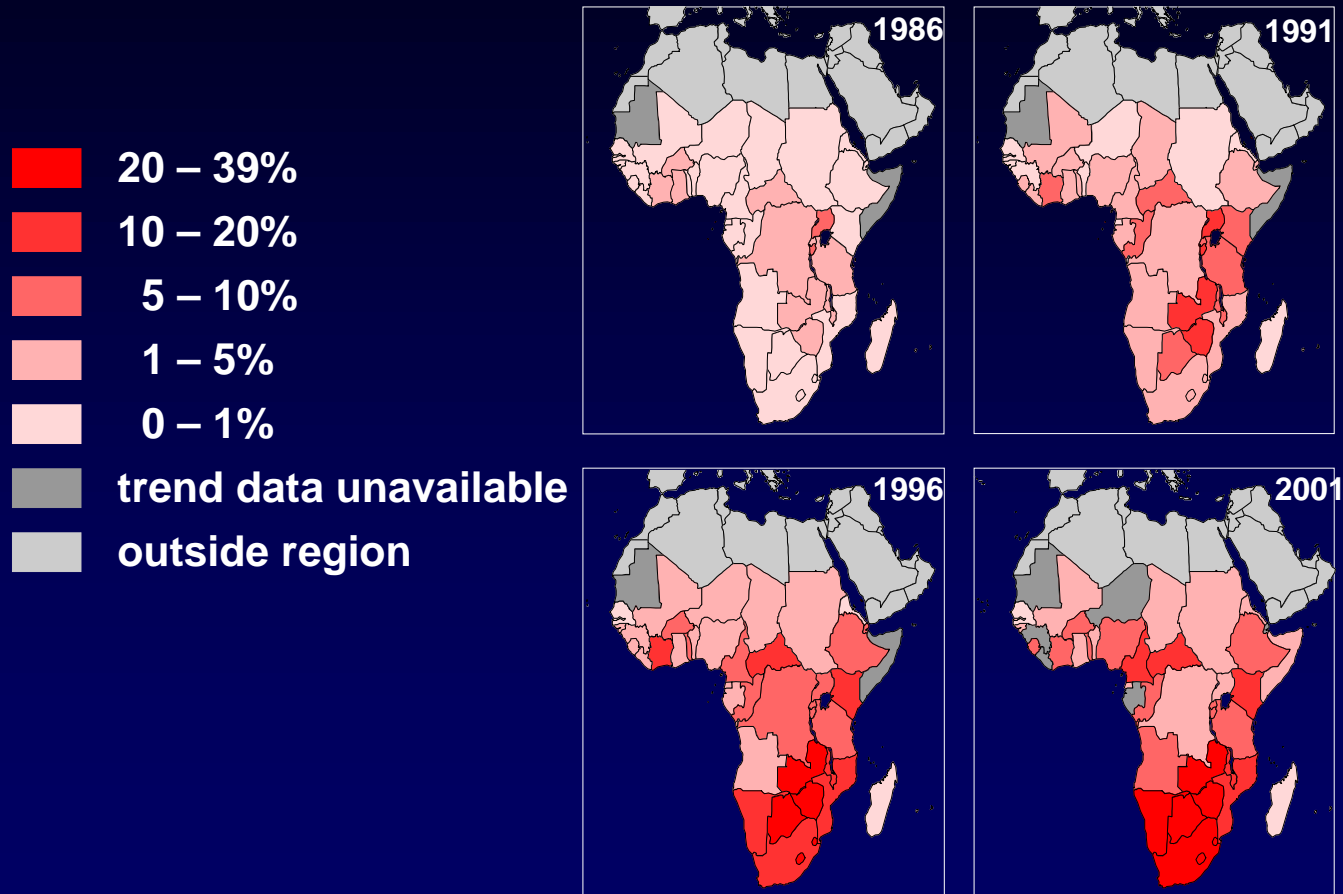 1986
1991
20 – 39%
10 – 20%
5 – 10%
1 – 5%
0 – 1%
trend data unavailable
outside region
1996
2001